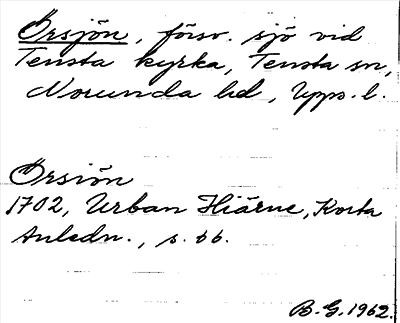 Örsjön, försv. sjö vid
Tensta kyrka, Tensta sn,
Norunda hd, Upps. l.
Örsiön
1702, Urban Hiärne, Korta
Anledn., s. 66.
B.G. 1962.